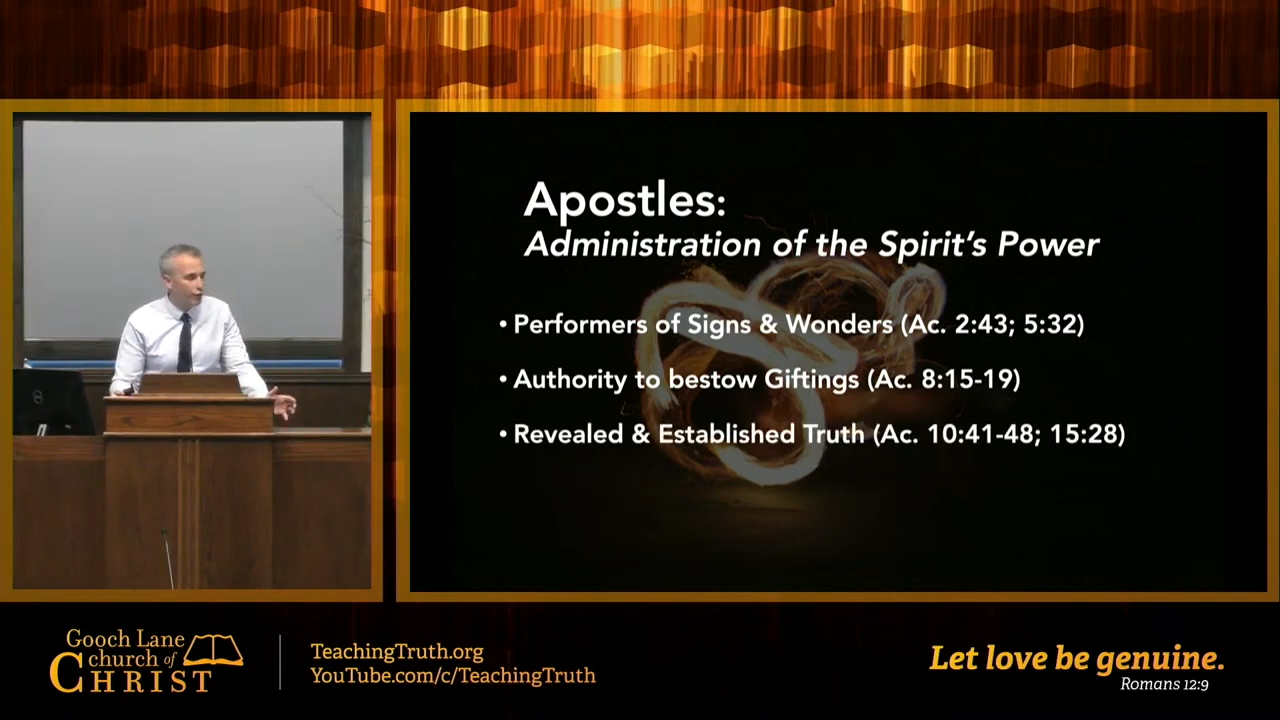 Apostles:
Administration of the Spirit's Power
• Performers of Signs & Wonders (Ac. 2:43; 5:32)
• Authority to bestow Giftings (Ac. 8:15-19)
• Revealed & Established Truth (Ac. 10:41-48; 15:28)
Gooch Lane
church of
CHRIST
TeachingTruth.org
YouTube.com/c/TeachingTruth
Let love be genuine.
Romans 12:9